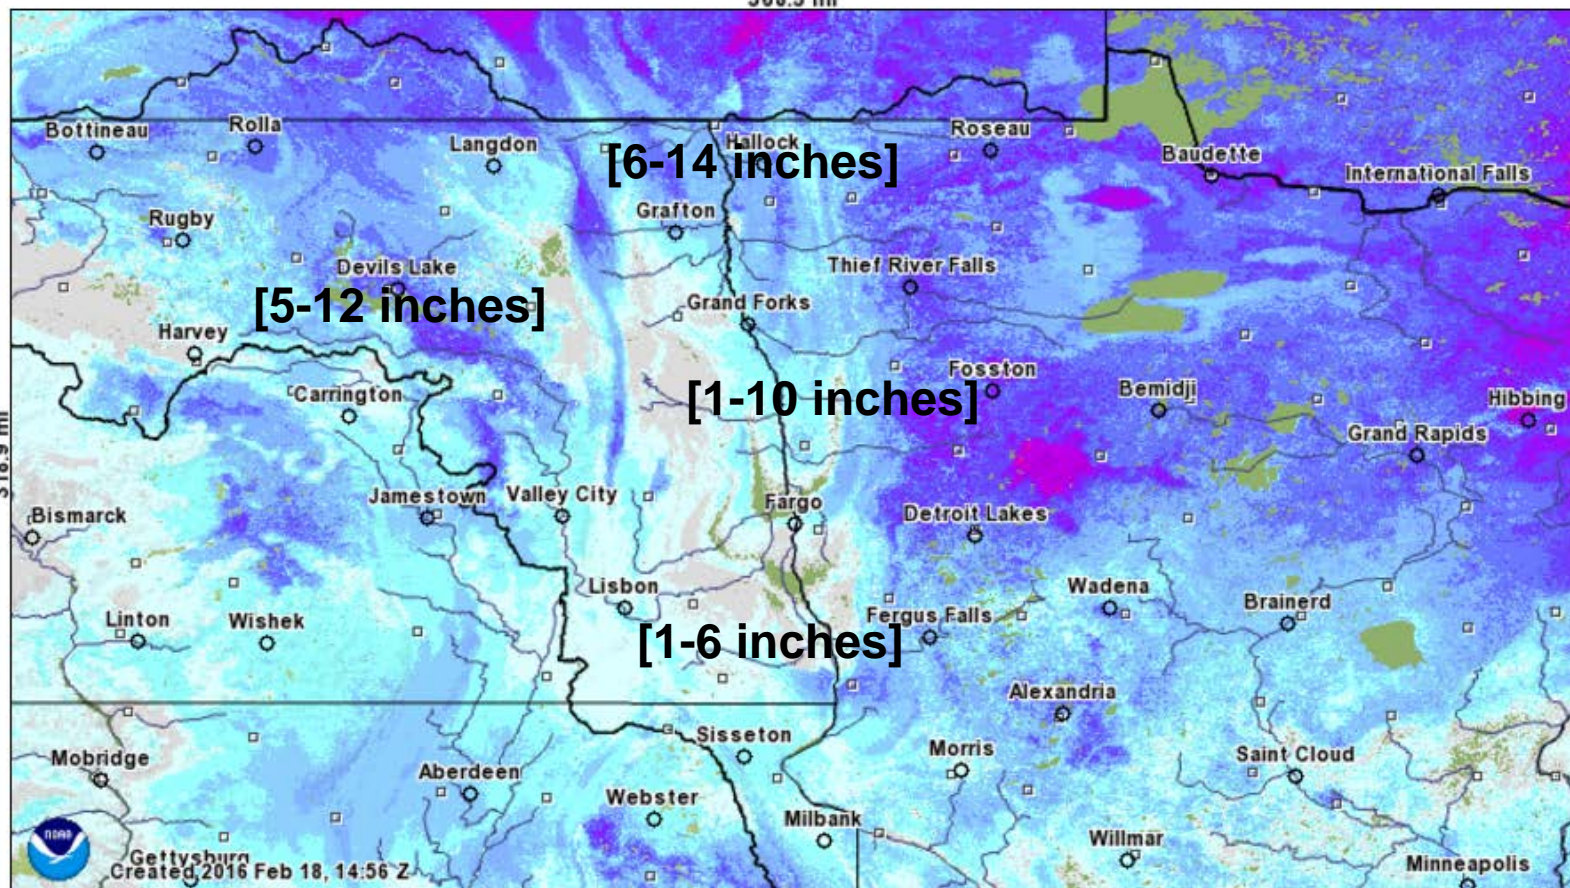 Bottineau
Rolla
Langdon
Hallock
Roseau
Baudette
International Falls
[6-14 inches]
Rugby
Grafton
Devils Lake
Thief River Falls
[5-12 inches]
Grand Forks
Harvey
Fosston
Bemidji
Hibbing
Carrington
[1-10 inches]
Grand Rapids
Jamestown
Valley City
Fargo
Detroit Lakes
Bismarck
Lisbon
Wadena
Brainerd
Linton
Wishek
Fergus Falls
[1-6 inches]
Alexandria
Sisseton
Morris
Saint Cloud
Mobridge
Aberdeen
Webster
Milbank
Willmar
NOAA
Gettysburg
Created 2016 Feb 18, 14:56 Z
Minneapolis